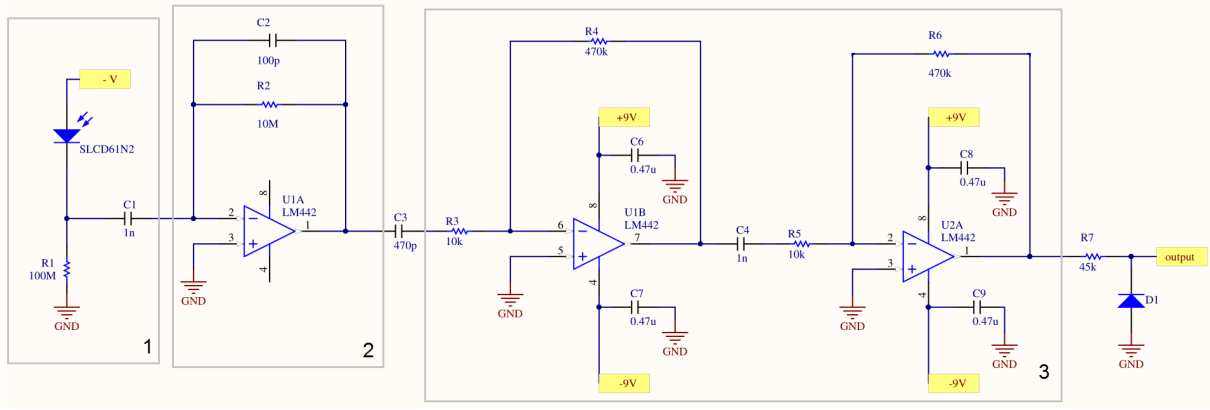 - V
SLCD61N2
R1
100M
GND
C1
1n
1
C2
100p
R2
10M
8
U1A
LM442
2
3
1
4
GND
2
C3
470p
R3
10k
R4
470k
+9V
C6
0.47u
GND
8
U1B
LM442
6
5
7
4
GND
C7
0.47u
GND
-9V
C4
1n
R5
10k
R6
470k
+9V
C8
0.47u
GND
8
U2A
LM442
2
3
1
4
GND
C9
0.47u
GND
-9V
3
R7
45k
output
D1
GND